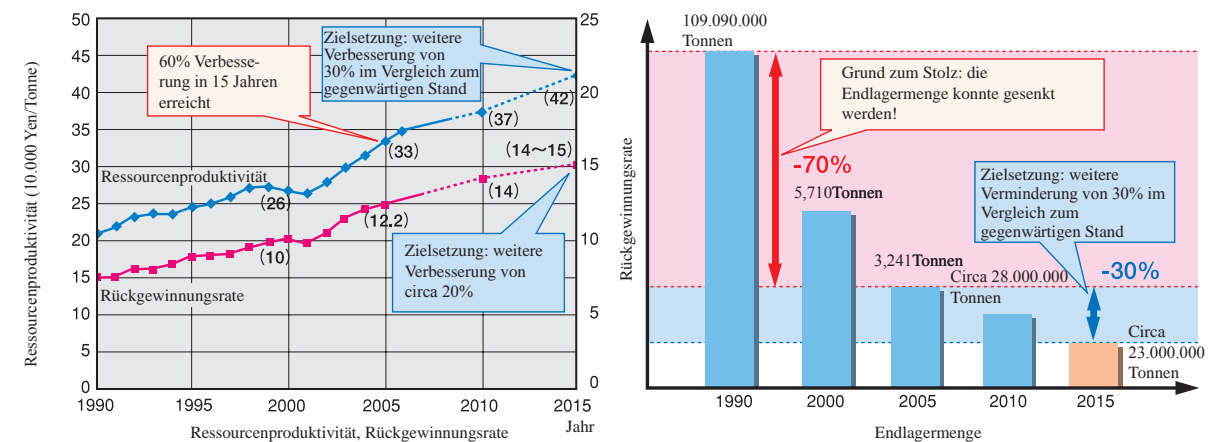 Ressourcenproduktivität (10.000 Yen/Tonne)
50
45
40
35
30
25
20
15
10
5
0
25
20
15
10
5
0
60% Verbesse-
rung in 15 Jahren
erreicht
Zielsetzung: weitere
Verbesserung von
30% im Vergleich zum
gegenwärtigen Stand
(42)
(37)
(33)
(14～15)
Ressourcenproduktivität
(26)
(14)
(12.2)
(10)
Zielsetzung: weitere
Verbesserung von
circa 20%
Rückgewinnungsrate
1990
1995
2000
2005
2010
2015
Jahr
Ressourcenproduktivität, Rückgewinnungsrate
Rückgewinnungsrate
109.090.000
Tonnen
Grund zum Stolz: die
Endlagermenge konnte gesenkt
werden!
-70%
5,710Tonnen
Zielsetzung: weitere
Verminderung von 30% im
Vergleich zum
gegenwärtigen Stand
3,241Tonnen
Circa 28.000.000
Tonnen
-30%
Circa
23.000.000
Tonnen
1990
2000
2005
2010
2015
Endlagermenge